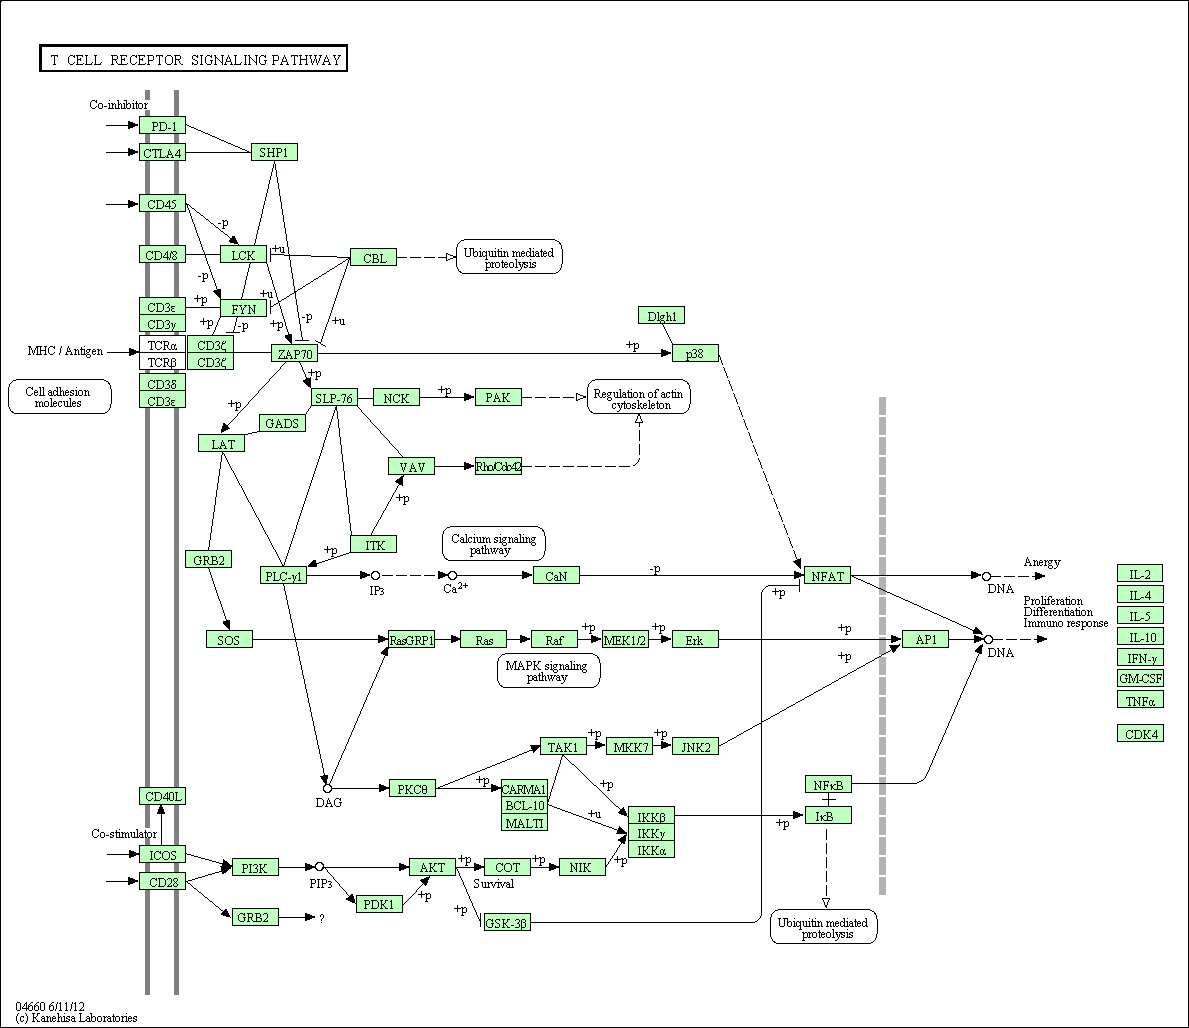 T CELL RECEPTOR SIGNALING PATHWAY
Co-inhibitor
PD-1
CTLA4
SHP1
CD45
-p
CD4/8
LCK
+u
CBL
Ubiquitin mediated
proteolysis
-p
CD3ε
+p
FYN
+u
CD3γ
+p
-p
+p
-p
+u
Dlgh1
MHC / Antigen
TCRα
CD3ζ
TCRβ
CD3ζ
ZAP70
+p
p38
+p
Cell adhesion
molecules
CD3δ
CD3ε
+p
SLP-76
NCK
+p
PAK
Regulation of actin
cytoskeleton
GADS
LAT
VAV
Rho/Cdc42
+p
Calcium signaling
pathway
ITK
+p
GRB2
PLC-γ1
IP3
Ca2+
CaN
-p
NFAT
+p
DNA
Anergy
Proliferation
Differentiation
Immuno response
SOS
RasGRP1
Ras
Raf
+p
MEK1/2
+p
Erk
+p
AP1
DNA
+p
MAPK signaling
pathway
IL-2
IL-4
IL-5
IL-10
IFN-γ
GM-CSF
TNFα
CDK4
TAK1
+p
MKK7
+p
JNK2
DAG
PKCθ
+p
CARMA1
BCL-10
MALT1
+p
+u
IKKβ
IKKγ
IKKα
+p
NFκB
IκB
CD40L
Co-stimulator
ICOS
CD28
PI3K
PIP3
AKT
+p
COT
+p
NIK
+p
Survival
PDK1
+p
+p
GSK-3β
GRB2
?
Ubiquitin mediated
proteolysis
04660 6/11/12
(c) Kanehisa Laboratories